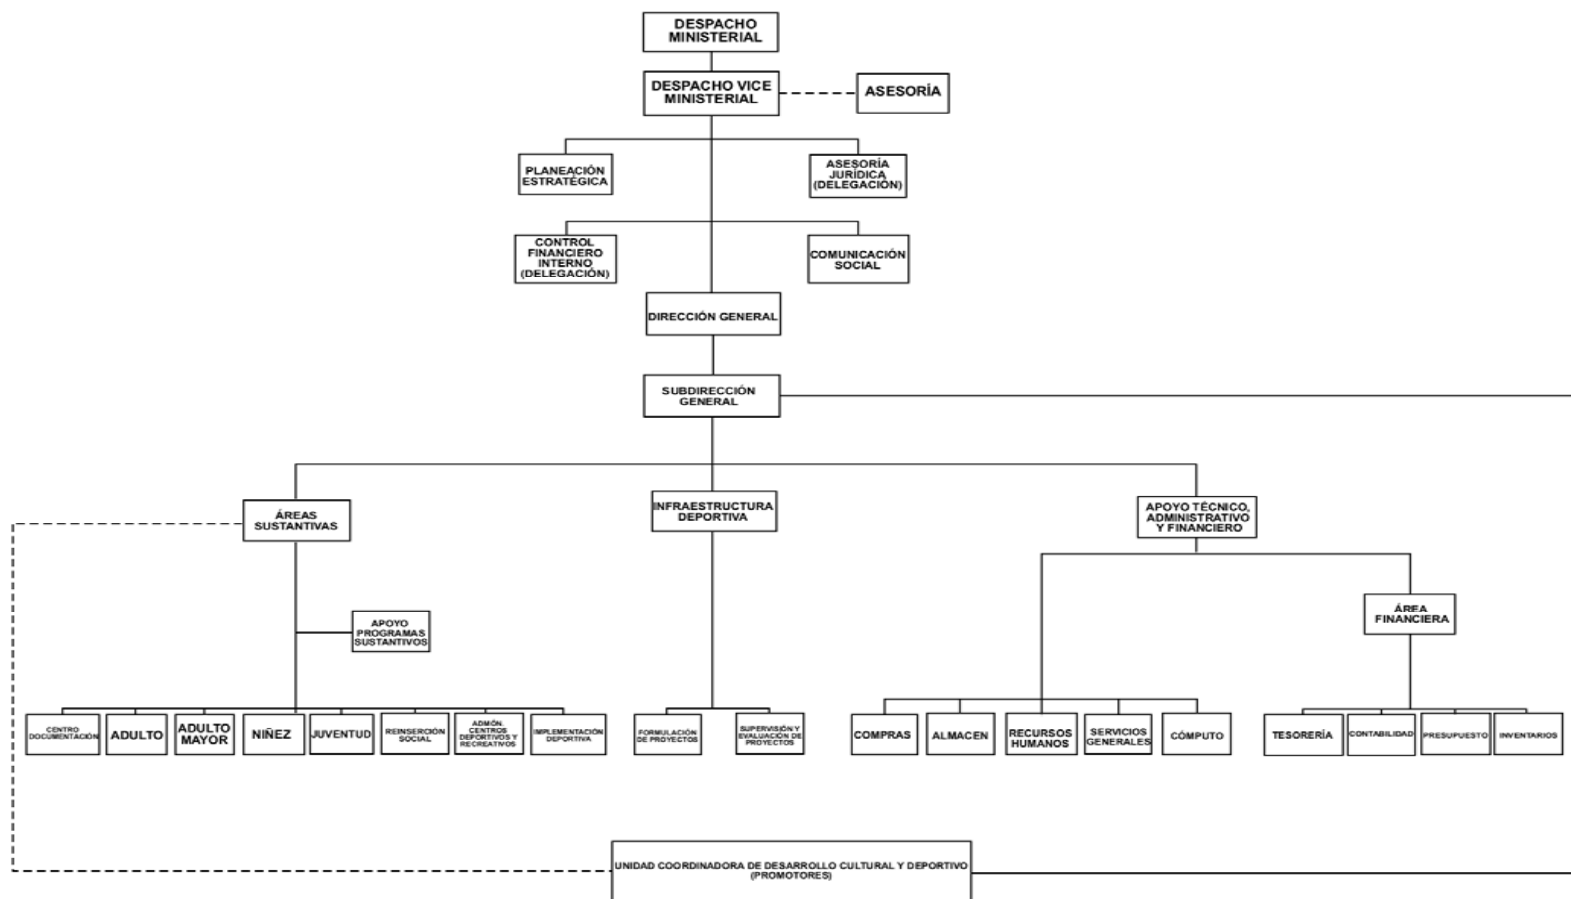 DESPACHO
MINISTERIAL
DESPACHO VICE
MINISTERIAL
ASESORÍA
PLANEACIÓN
ESTRATÉGICA
ASESORÍA
JURÍDICA
(DELEGACIÓN)
CONTROL
FINANCIERO
INTERNO
(DELEGACIÓN)
COMUNICACIÓN
SOCIAL
DIRECCIÓN GENERAL
SUBDIRECCIÓN
GENERAL
ÁREAS
SUSTANTIVAS
INFRAESTRUCTURA
DEPORTIVA
APOYO TÉCNICO,
ADMINISTRATIVO
Y FINANCIERO
APOYO
PROGRAMAS
SUSTANTIVOS
ÁREA
FINANCIERA
CENTRO
DOCUMENTACIÓN
ADULTO
ADULTO
MAYOR
NIÑEZ
JUVENTUD
REINSERCIÓN
SOCIAL
ADMÓN.
CENTROS
DEPORTIVOS Y
RECREATIVOS
IMPLEMENTACIÓN
DEPORTIVA
FORMULACIÓN
DE PROYECTOS
SUPERVISIÓN Y
EVALUACIÓN DE
PROYECTOS
COMPRAS
ALMACEN
RECURSOS
HUMANOS
SERVICIOS
GENERALES
CÓMPUTO
TESORERÍA
CONTABILIDAD
PRESUPUESTO
INVENTARIOS
UNIDAD COORDINADORA DE DESARROLLO CULTURAL Y DEPORTIVO
(PROMOTORES)